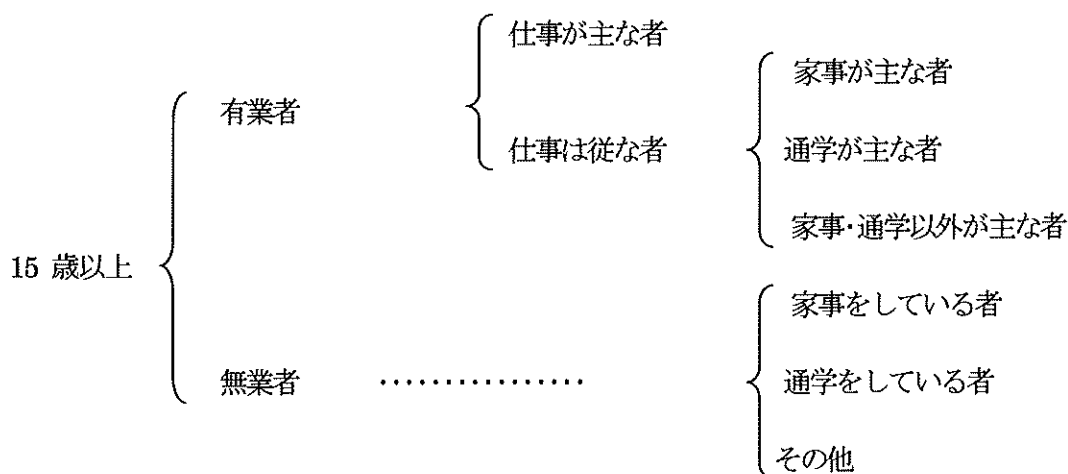 15 歳以上
有業者
仕事が主な者
仕事は従な者
家事が主な者
通学が主な者
家事・通学以外が主な者
無業者 ················
家事をしている者
通学をしている者
その他